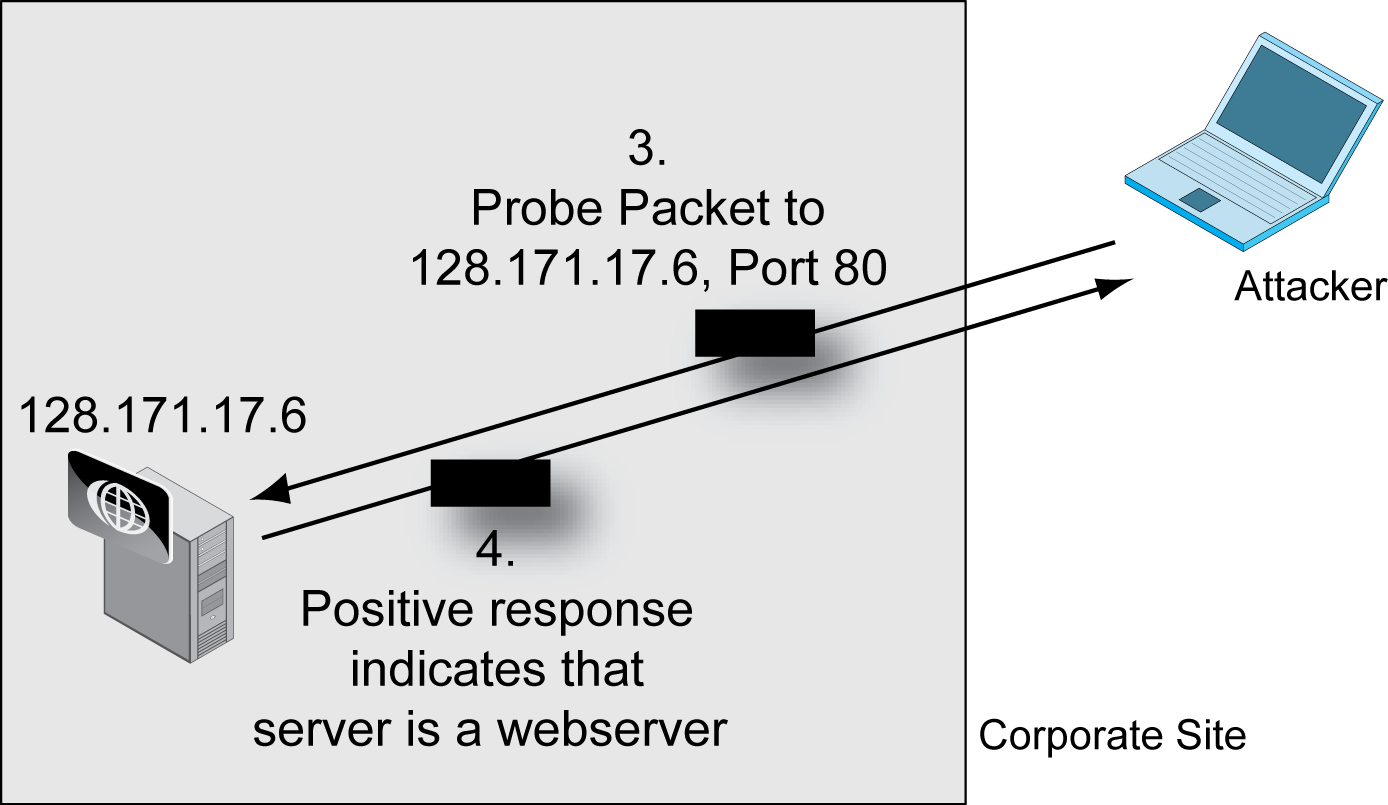 3.
Probe Packet to
128.171.17.6, Port 80
Attacker
128.171.17.6
4.
Positive response
indicates that
server is a webserver
Corporate Site